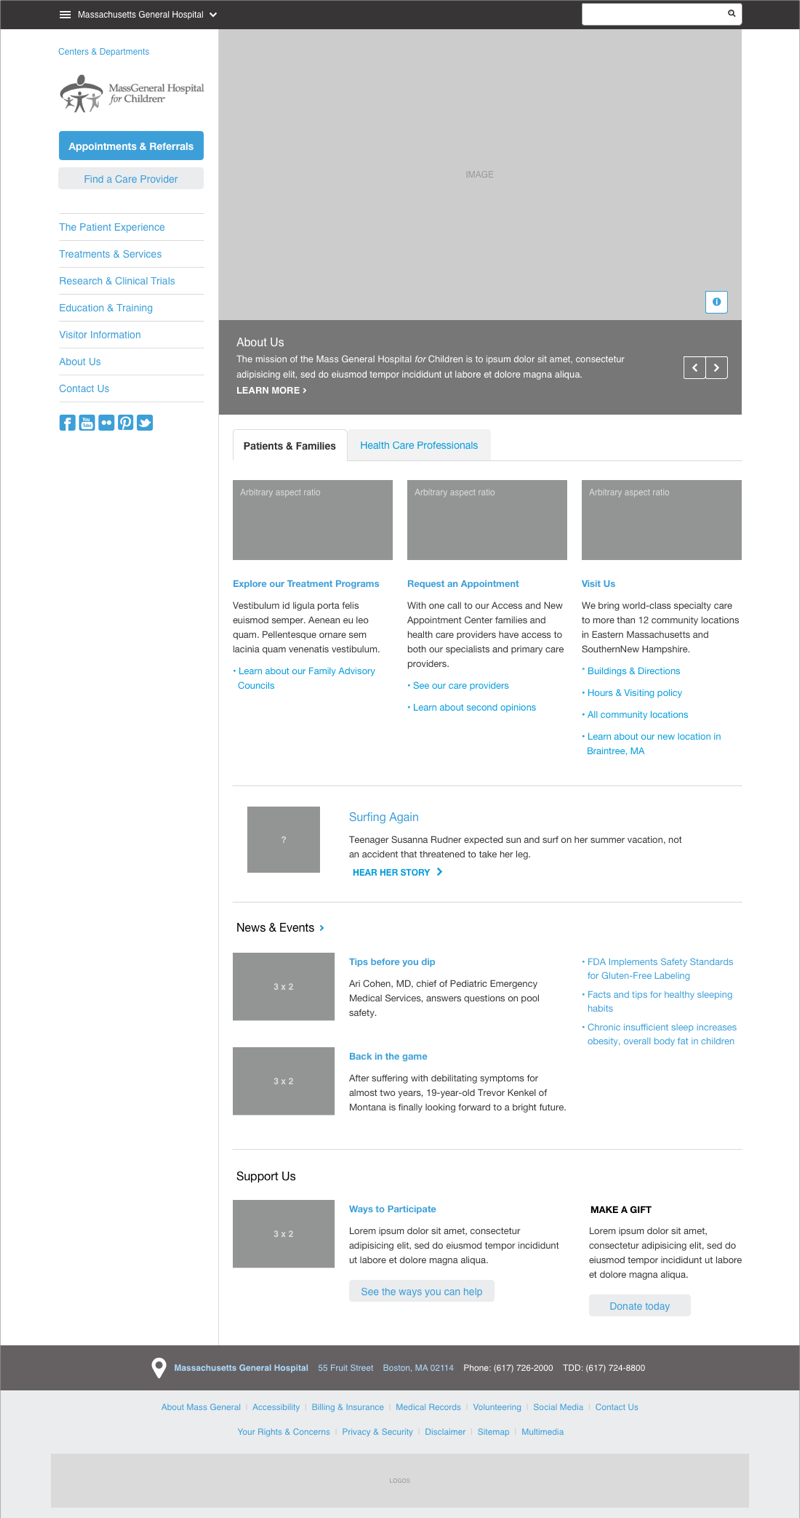 Massachusetts General Hospital
Centers & Departments
MassGeneral Hospital
for Children
Appointments & Referrals
Find a Care Provider
The Patient Experience
Treatments & Services
Research & Clinical Trials
Education & Training
Visitor Information
About Us
Contact Us
You
Tube
IMAGE
About Us
The mission of the Mass General Hospital for Children is to ipsum dolor sit amet, consectetur
adipisicing elit, sed do eiusmod tempor incididunt ut labore et dolore magna aliqua.
LEARN MORE ›
Patients & Families
Health Care Professionals
Arbitrary aspect ratio
Explore our Treatment Programs
Vestibulum id ligula porta felis
euismod semper. Aenean eu leo
quam. Pellentesque ornare sem
lacinia quam venenatis vestibulum.
• Learn about our Family Advisory
Councils
Arbitrary aspect ratio
Request an Appointment
With one call to our Access and New
Appointment Center families and
health care providers have access to
both our specialists and primary care
providers.
• See our care providers
• Learn about second opinions
Arbitrary aspect ratio
Visit Us
We bring world-class specialty care
to more than 12 community locations
in Eastern Massachusetts and
SouthernNew Hampshire.
* Buildings & Directions
• Hours & Visiting policy
• All community locations
• Learn about our new location in
Braintree, MA
?
Surfing Again
Teenager Susanna Rudner expected sun and surf on her summer vacation, not
an accident that threatened to take her leg.
HEAR HER STORY ›
News & Events ›
3 x 2
Tips before you dip
Ari Cohen, MD, chief of Pediatric Emergency
Medical Services, answers questions on pool
safety.
3 x 2
Back in the game
After suffering with debilitating symptoms for
almost two years, 19-year-old Trevor Kenkel of
Montana is finally looking forward to a bright future.
• FDA Implements Safety Standards
for Gluten-Free Labeling
• Facts and tips for healthy sleeping
habits
• Chronic insufficient sleep increases
obesity, overall body fat in children
Support Us
3 x 2
Ways to Participate
Lorem ipsum dolor sit amet, consectetur
adipisicing elit, sed do eiusmod tempor incididunt
ut labore et dolore magna aliqua.
See the ways you can help
MAKE A GIFT
Lorem ipsum dolor sit amet,
consectetur adipisicing elit, sed do
eiusmod tempor incididunt ut labore
et dolore magna aliqua.
Donate today
Massachusetts General Hospital 55 Fruit Street Boston, MA 02114 Phone: (617) 726-2000 TDD: (617) 724-8800
About Mass General | Accessibility | Billing & Insurance | Medical Records | Volunteering | Social Media | Contact Us
Your Rights & Concerns | Privacy & Security | Disclaimer | Sitemap | Multimedia
LOGOS